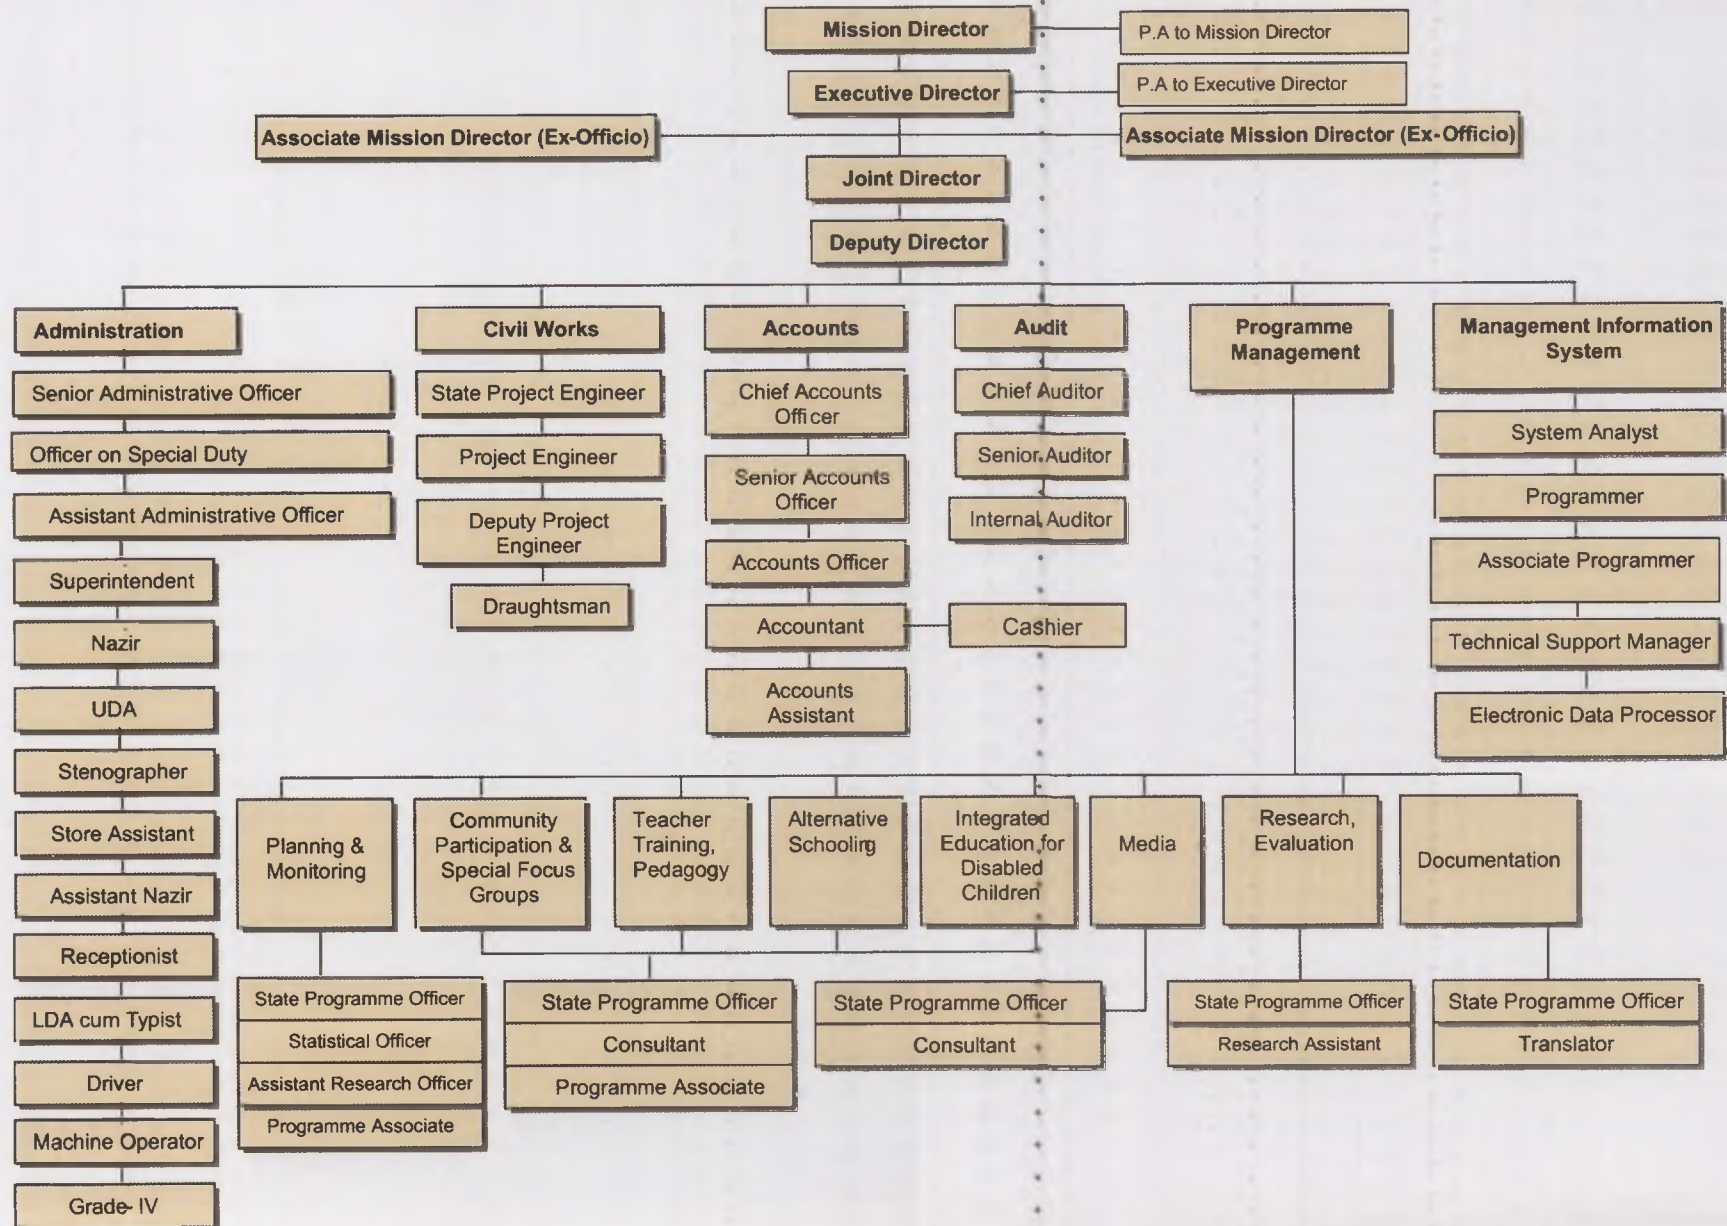 Mission Director
P.A to Mission Director
Executive Director
P.A to Executive Director
Associate Mission Director (Ex-Officio)
Associate Mission Director (Ex-Officio)
Joint Director
Deputy Director
Administration
Senior Administrative Officer
Officer on Special Duty
Assistant Administrative Officer
Superintendent
Nazir
UDA
Stenographer
Store Assistant
Assistant Nazir
Receptionist
LDA cum Typist
Driver
Machine Operator
Grade- IV
Civil Works
State Project Engineer
Project Engineer
Deputy Project
Engineer
Draughtsman
Accounts
Chief Accounts
Officer
Senior Accounts
Officer
Accounts Officer
Accountant
Cashier
Accounts
Assistant
Audit
Chief Auditor
Senior Auditor
Internal Auditor
Programme
Management
Management Information
System
System Analyst
Programmer
Associate Programmer
Technical Support Manager
Electronic Data Processor
Planning &
Monitoring
Community
Participation &
Special Focus
Groups
Teacher
Training,
Pedagogy
Alternative
Schooling
Integrated
Education for
Disabled
Children
Media
Research,
Evaluation
Documentation
State Programme Officer
Statistical Officer
Assistant Research Officer
Programme Associate
State Programme Officer
Consultant
Programme Associate
State Programme Officer
Consultant
State Programme Officer
Research Assistant
State Programme Officer
Translator